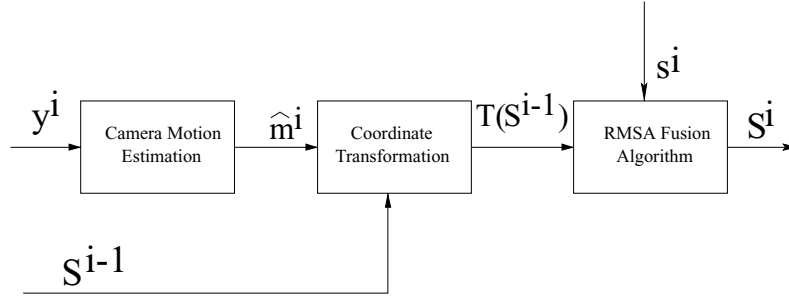 s^i
y^i
Camera Motion
Estimation
m̂^i
Coordinate
Transformation
T(S^{i-1})
RMSA Fusion
Algorithm
S^i
S^{i-1}